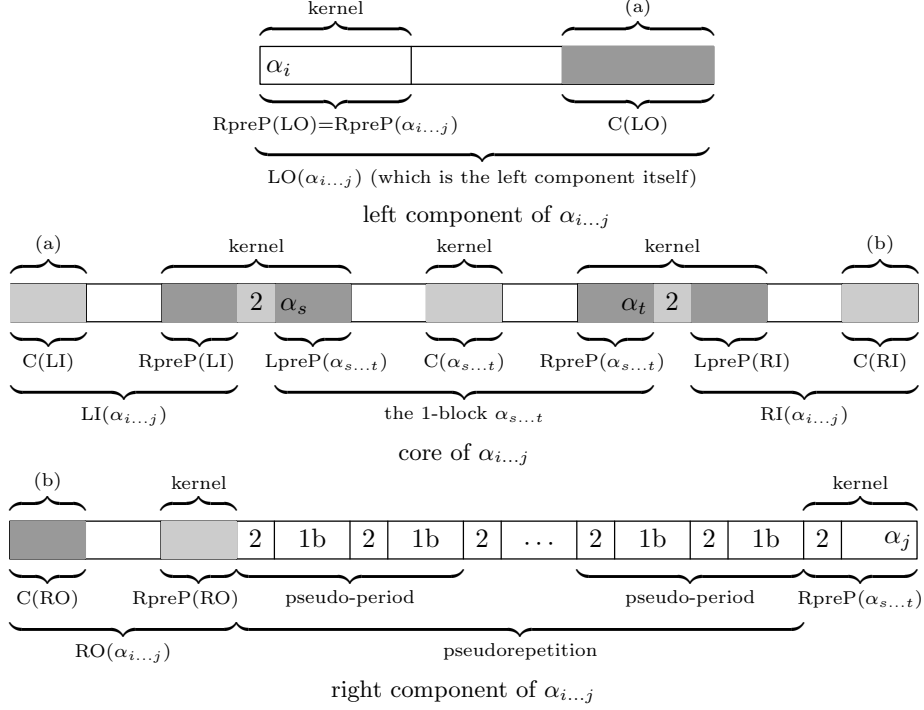 kernel (a)
α_i
RpreP(LO)=RpreP(α_{i...j}) C(LO)
LO(α_{i...j}) (which is the left component itself)
left component of α_{i...j}
(a) kernel kernel kernel (b)
2 α_s α_t 2
C(LI) RpreP(LI) LpreP(α_{s...t}) C(α_{s...t}) RpreP(α_{s...t}) LpreP(RI) C(RI)
LI(α_{i...j}) the 1-block α_{s...t} RI(α_{i...j})
core of α_{i...j}
(b) kernel kernel
2 1b 2 1b 2 ... 2 1b 2 1b 2 α_j
C(RO) RpreP(RO) pseudo-period pseudo-period RpreP(α_{s...t})
RO(α_{i...j}) pseudorepetition
right component of α_{i...j}